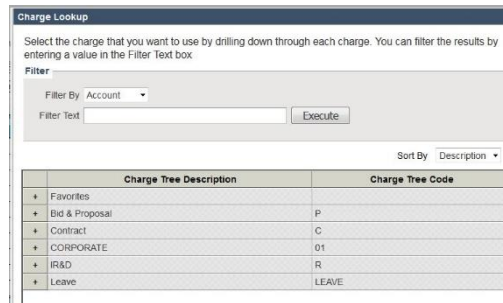 Charge Lookup
Select the charge that you want to use by drilling down through each charge. You can filter the results by
entering a value in the Filter Text box
Filter
Filter By Account
Filter Text Execute
Sort By Description
Charge Tree Description Charge Tree Code
+ Favorites
+ Bid & Proposal P
+ Contract C
+ CORPORATE 01
+ IR&D R
+ Leave LEAVE